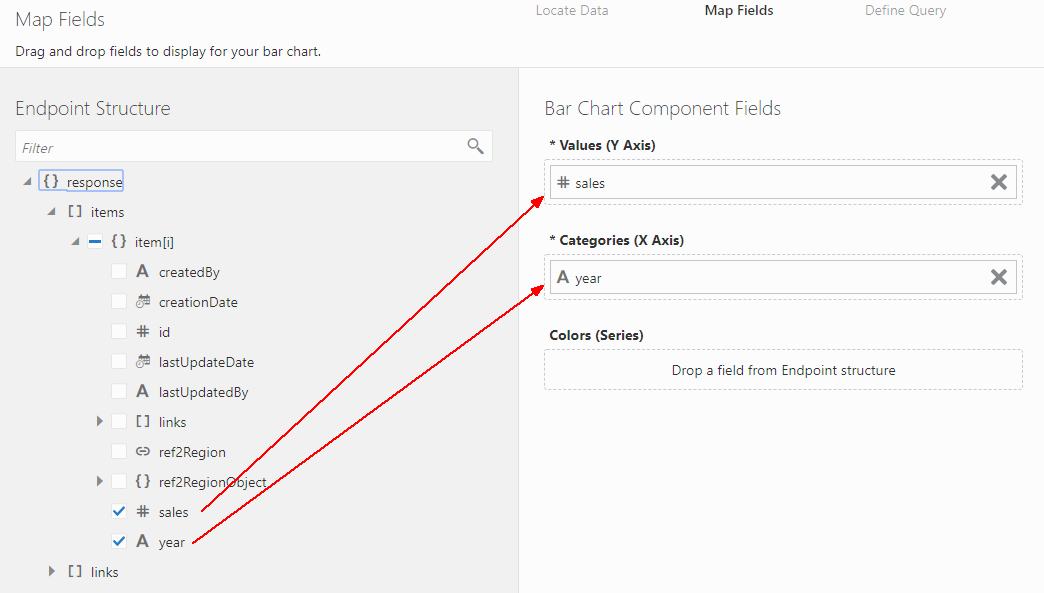 Map Fields
Locate Data
Map Fields
Define Query
Drag and drop fields to display for your bar chart.
Endpoint Structure
Filter
{ } response
[ ] items
{ } item[i]
A createdBy
creationDate
# id
lastUpdateDate
A lastUpdatedBy
[ ] links
ref2Region
{ } ref2RegionObject
# sales
A year
[ ] links
Bar Chart Component Fields
* Values (Y Axis)
# sales
* Categories (X Axis)
A year
Colors (Series)
Drop a field from Endpoint structure